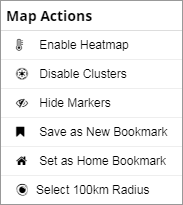 Map Actions
Enable Heatmap
Disable Clusters
Hide Markers
Save as New Bookmark
Set as Home Bookmark
Select 100km Radius